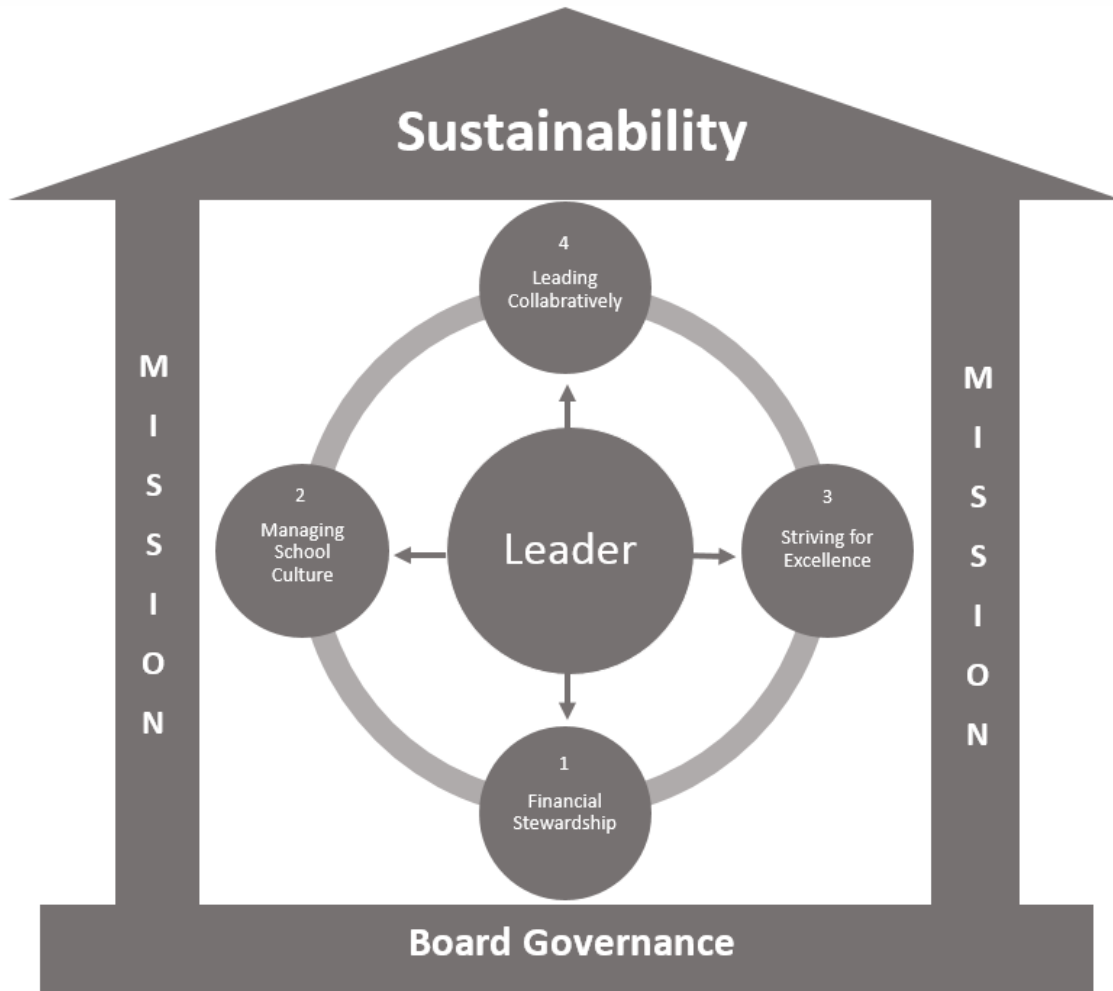 Sustainability
4
Leading
Collabratively
M
I
S
S
I
O
N
M
I
S
S
I
O
N
2
Managing
School
Culture
Leader
3
Striving for
Excellence
1
Financial
Stewardship
Board Governance